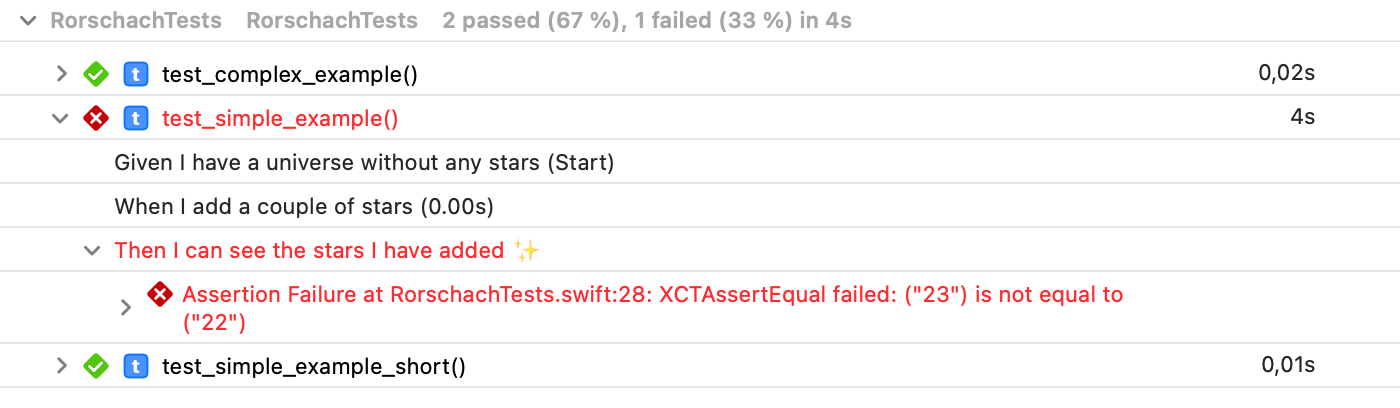 RorschachTests RorschachTests 2 passed (67 %), 1 failed (33 %) in 4s
t test_complex_example() 0,02s
t test_simple_example() 4s
Given I have a universe without any stars (Start)
When I add a couple of stars (0.00s)
Then I can see the stars I have added ✨
Assertion Failure at RorschachTests.swift:28: XCTAssertEqual failed: ("23") is not equal to
("22")
t test_simple_example_short() 0,01s